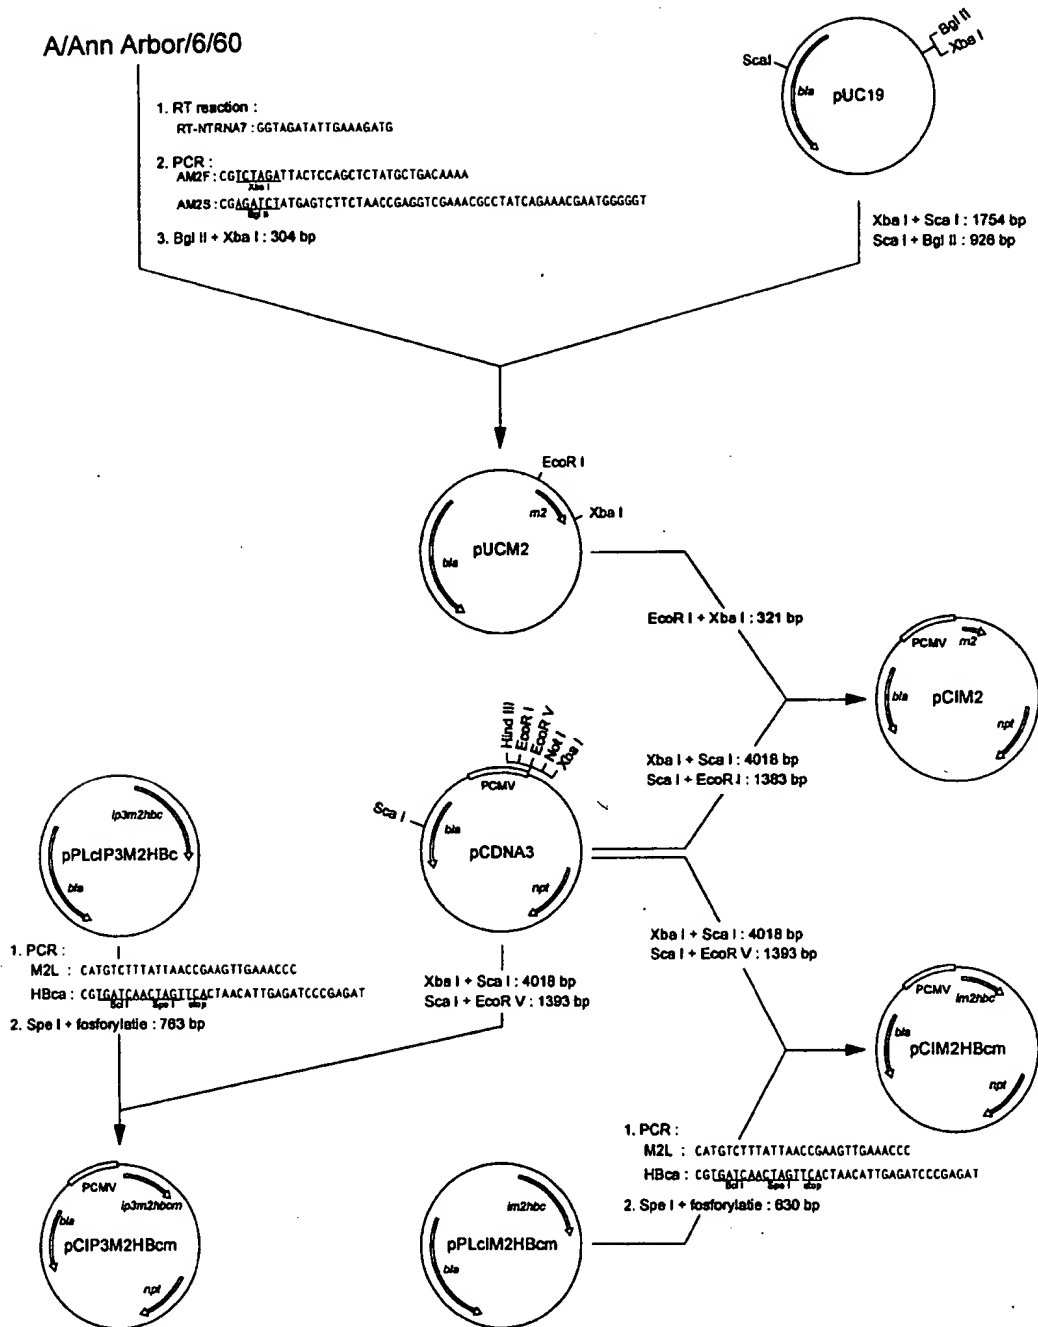 A/Ann Arbor/6/60
1. RT reaction :
RT-NTRNA7 : GGTAGATATTGAAAGATG
2. PCR :
AM2F : CGTCTAGATTACTCCAGCTCTATGCTGACAAAA
Xba I
AM2S : CGAGATCTATGAGTCTTCTAACCGAGGTCGAAACGCCTATCAGAAACGAATGGGGGT
Bgl II
3. Bgl II + Xba I : 304 bp
Bgl II
Xba I
ScaI
bla
pUC19
Xba I + Sca I : 1754 bp
Sca I + Bgl II : 926 bp
EcoR I
m2
Xba I
pUCM2
bla
EcoR I + Xba I : 321 bp
PCMV
m2
bla
pCIM2
npt
Hind III
EcoR I
EcoR V
Not I
Xba I
PCMV
Sca I
bla
pCDNA3
npt
Xba I + Sca I : 4018 bp
Sca I + EcoR I : 1383 bp
ip3m2hbc
pPLcIP3M2HBc
bla
1. PCR :
M2L : CATGTCTTTATTAACCGAAGTTGAAACCC
HBca : CGTGATCAACTAGTTCACTAACATTGAGATCCCGAGAT
Bcl I Spe I stop
2. Spe I + fosforylatie : 763 bp
Xba I + Sca I : 4018 bp
Sca I + EcoR V : 1393 bp
Xba I + Sca I : 4018 bp
Sca I + EcoR V : 1393 bp
PCMV
im2hbc
bla
pCIM2HBcm
npt
1. PCR :
M2L : CATGTCTTTATTAACCGAAGTTGAAACCC
HBca : CGTGATCAACTAGTTCACTAACATTGAGATCCCGAGAT
Bcl I Spe I stop
2. Spe I + fosforylatie : 630 bp
PCMV
ip3m2hbcm
bla
pCIP3M2HBcm
npt
im2hbc
pPLcIM2HBcm
bla